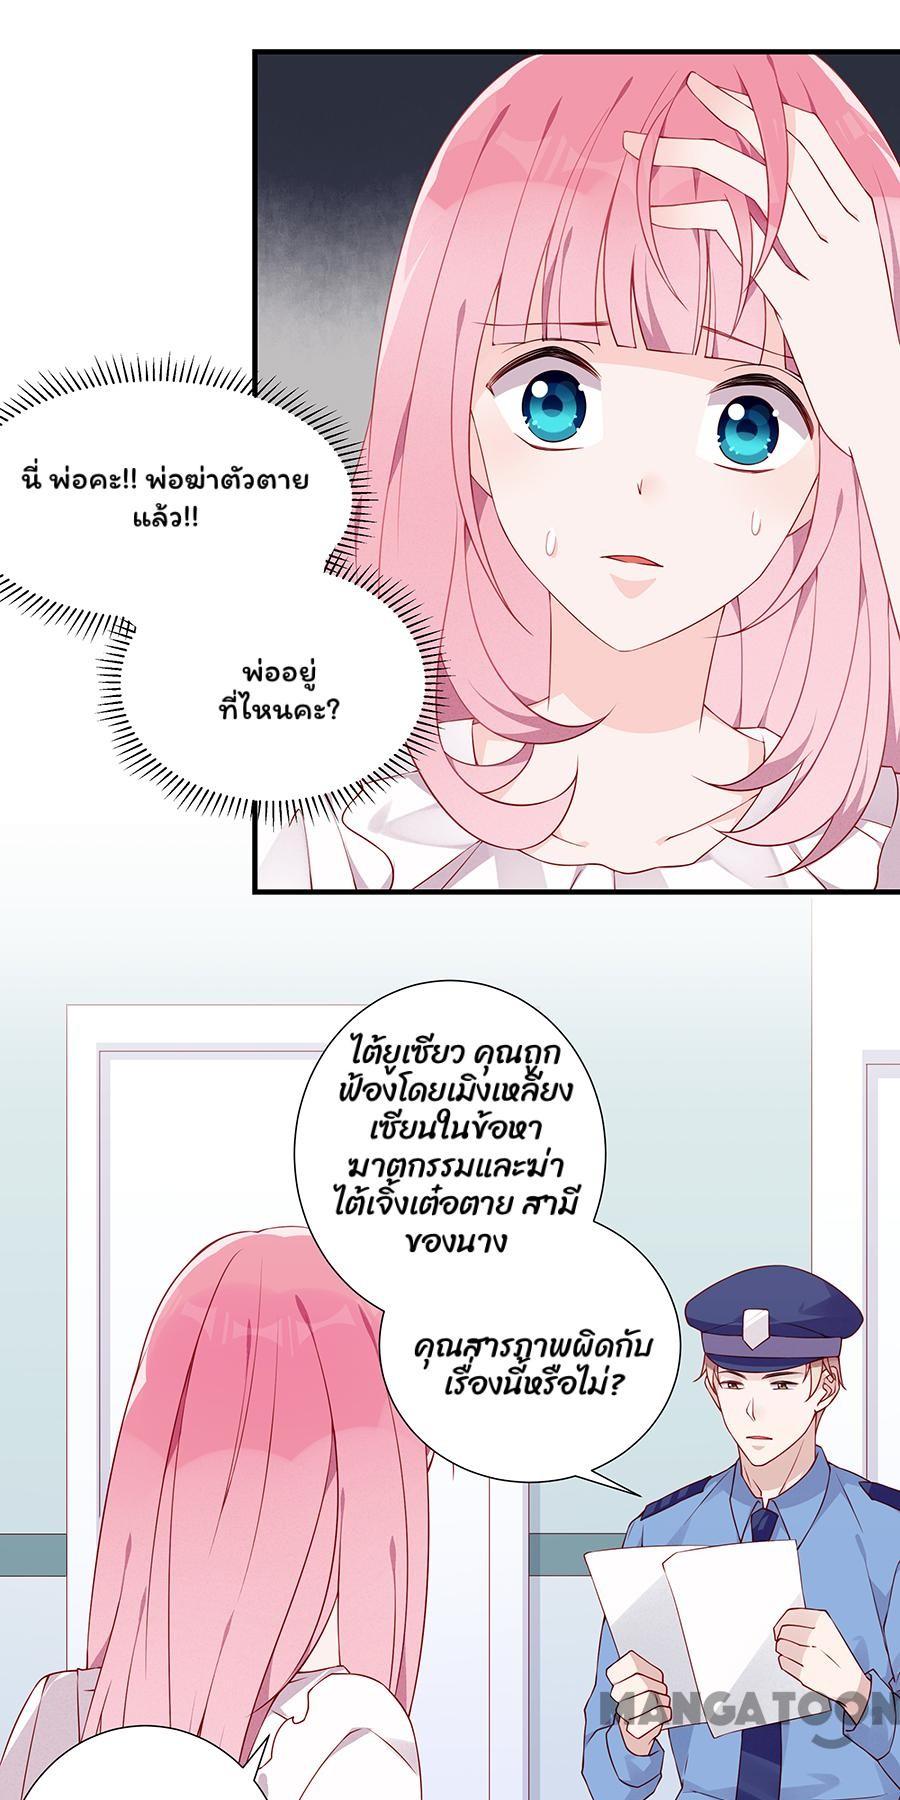 นี่ พ่อคะ!! พ่อฆ่าตัวตาย
แล้ว!!
พ่ออยู่
ที่ไหนคะ?
ไต้ยูเซียว คุณถูก
ฟ้องโดยเมิงเหลียง
เซียนในข้อหา
ฆาตกรรมและฆ่า
ไต้เจิ้งเต๋อตาย สามี
ของนาง
คุณสารภาพผิดกับ
เรื่องนี้หรือไม่?
MANGATOON